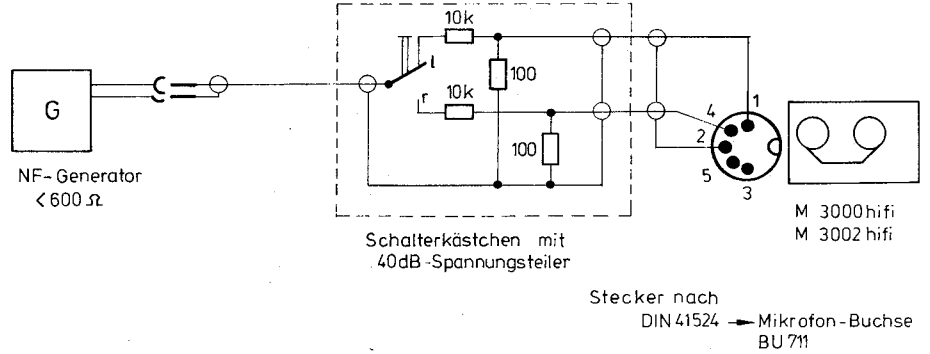 G
NF-Generator
<600 Ω
10k
100
l
r
10k
100
Schalterkästchen mit
40dB-Spannungsteiler
1
4
2
5
3
M 3000 hifi
M 3002 hifi
Stecker nach
DIN 41524 → Mikrofon-Buchse
BU 711